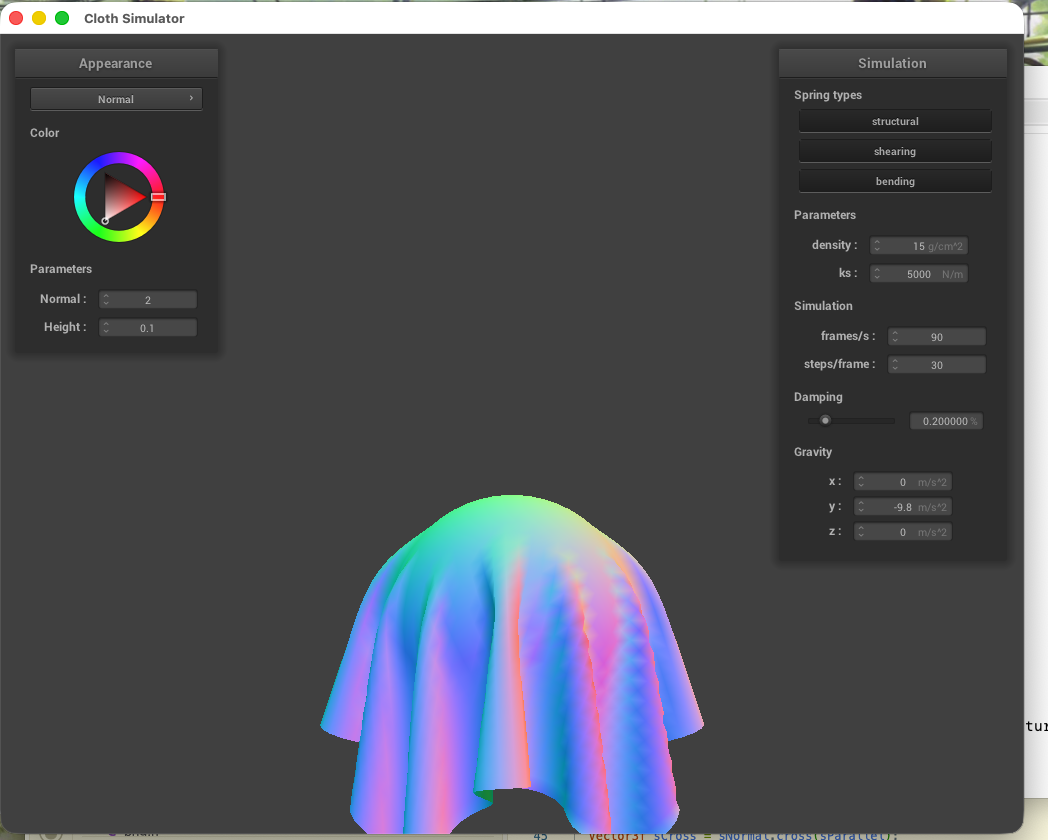 Cloth Simulator
Appearance
Normal
Color
Parameters
Normal : 2
Height : 0.1
Simulation
Spring types
structural
shearing
bending
Parameters
density : 15 g/cm^2
ks : 5000 N/m
Simulation
frames/s : 90
steps/frame : 30
Damping
0.200000 %
Gravity
x : 0 m/s^2
y : -9.8 m/s^2
z : 0 m/s^2
tur
45 Vector3f sCross = sNormal.cross(sParallel);